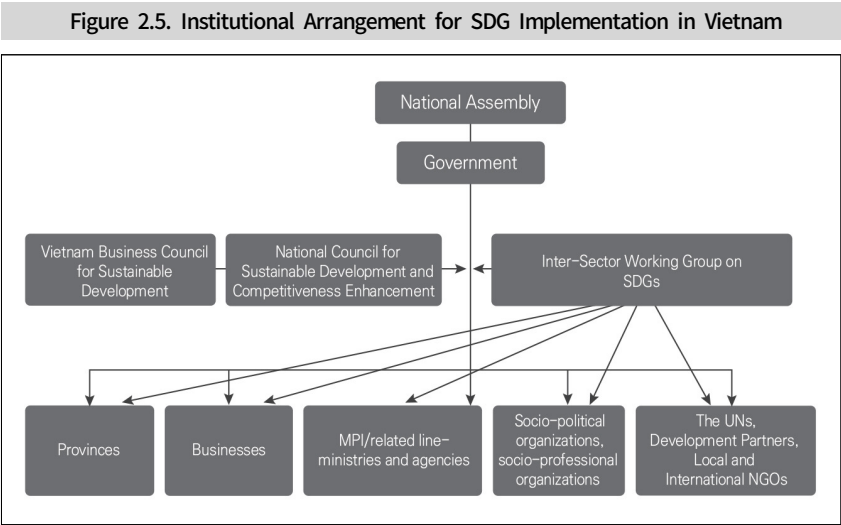 Figure 2.5. Institutional Arrangement for SDG Implementation in Vietnam
National Assembly
Government
Vietnam Business Council
for Sustainable
Development
National Council for
Sustainable Development and
Competitiveness Enhancement
Inter-Sector Working Group on
SDGs
Provinces
Businesses
MPI/related line-
ministries and agencies
Socio-political
organizations,
socio-professional
organizations
The UNs,
Development Partners,
Local and
International NGOs